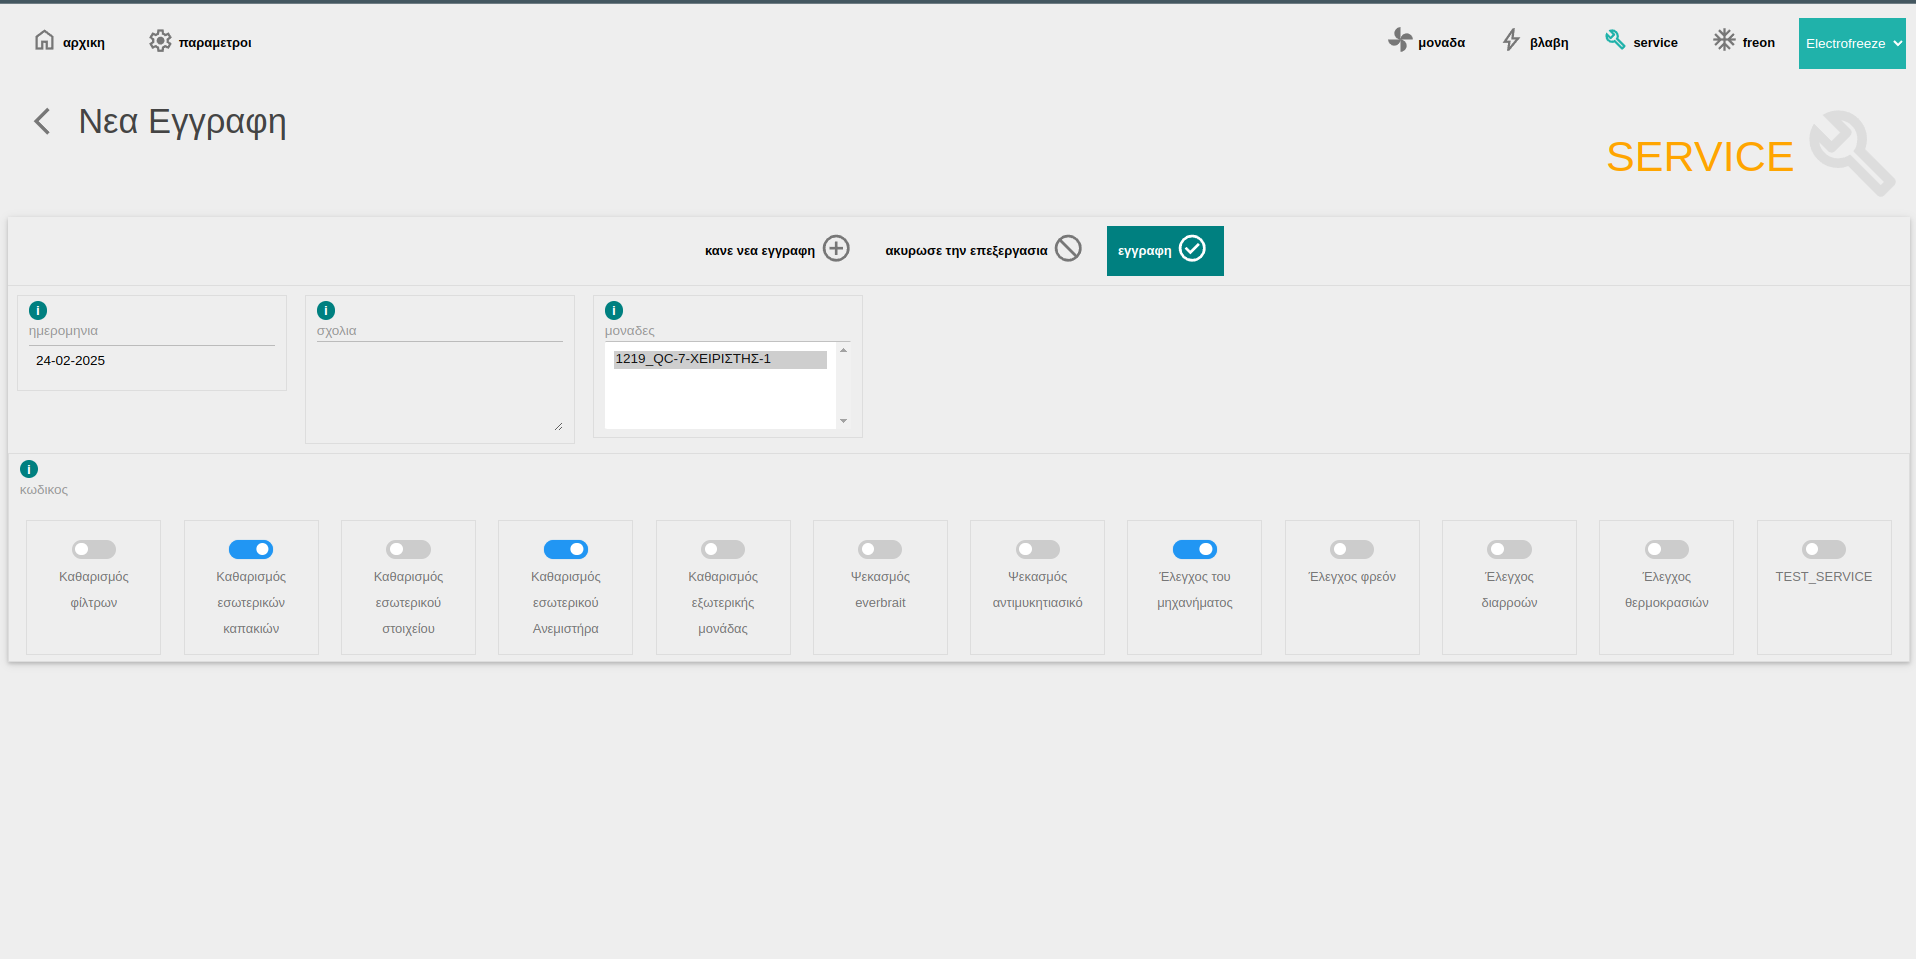 αρχικη
παραμετροι
μοναδα
βλαβη
service
freon
Electrofreeze
Νεα Εγγραφη
SERVICE
κανε νεα εγγραφη
ακυρωσε την επεξεργασια
εγγραφη
i
ημερομηνια
24-02-2025
i
σχολια
i
μοναδες
1219_QC-7-ΧΕΙΡΙΣΤΗΣ-1
i
κωδικος
Καθαρισμός
φίλτρων
Καθαρισμός
εσωτερικών
καπακιών
Καθαρισμός
εσωτερικού
στοιχείου
Καθαρισμός
εσωτερικού
Ανεμιστήρα
Καθαρισμός
εξωτερικής
μονάδας
Ψεκασμός
everbrait
Ψεκασμός
αντιμυκητιασικό
Έλεγχος του
μηχανήματος
Έλεγχος φρεόν
Έλεγχος
διαρροών
Έλεγχος
θερμοκρασιών
TEST_SERVICE